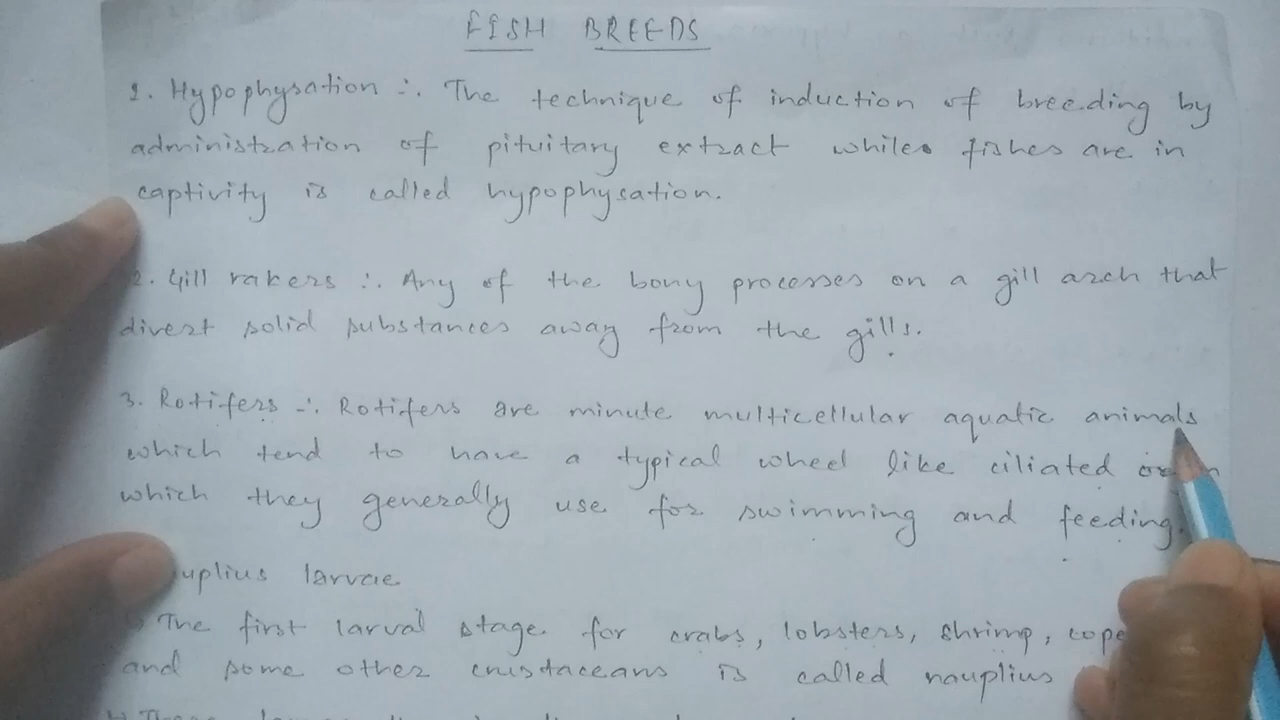 FISH BREEDS
1. Hypophysation :. The technique of induction of breeding by
administration of pituitary extract while fishes are in
captivity is called hypophysation.
2. Gill rakers :. Any of the bony processes on a gill arch that
divert solid substances away from the gills.
3. Rotifers :. Rotifers are minute multicellular aquatic animals
which tend to have a typical wheel like ciliated
which they generally use for swimming and feeding.
uplius larvae
The first larval stage for crabs, lobsters, shrimp, cope
and some other crustaceans is called nauplius